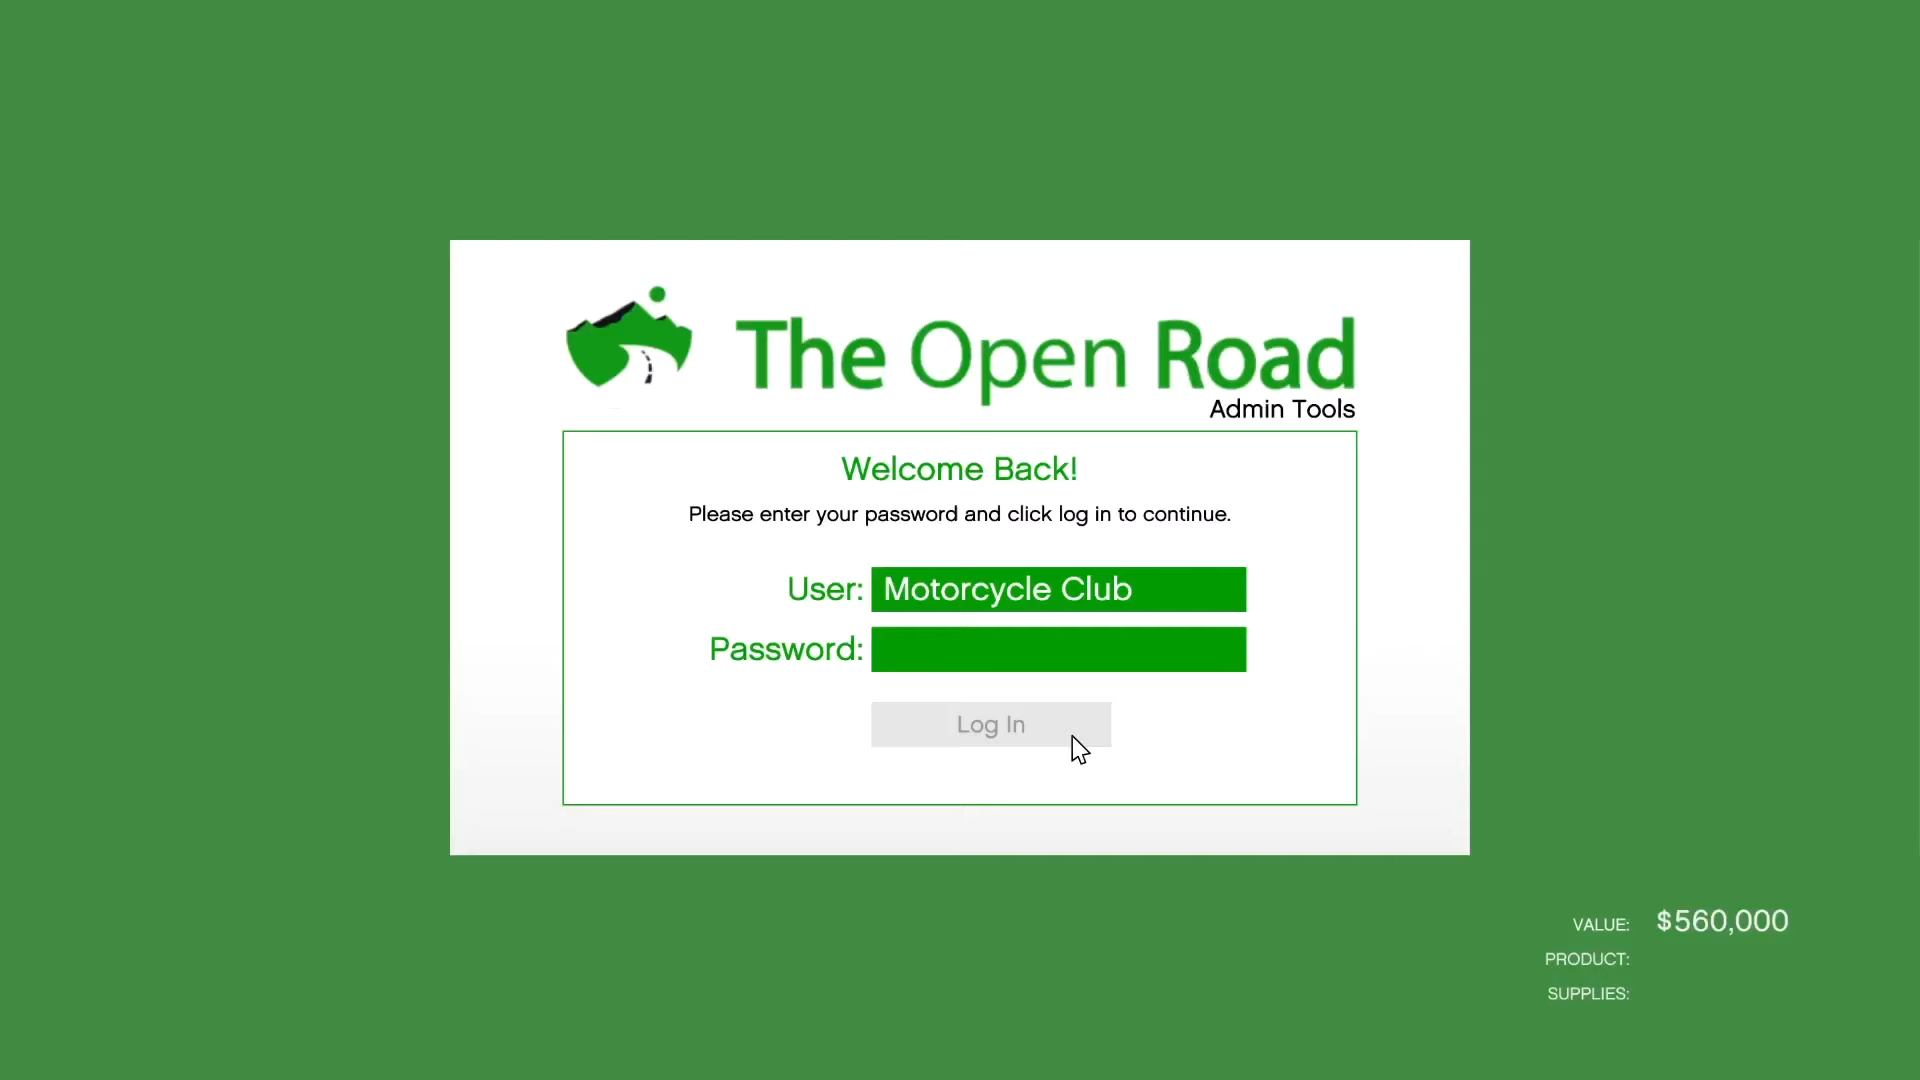 The Open Road
Admin Tools
Welcome Back!
Please enter your password and click log in to continue.
User: Motorcycle Club
Password:
Log In
VALUE: $560,000
PRODUCT:
SUPPLIES: